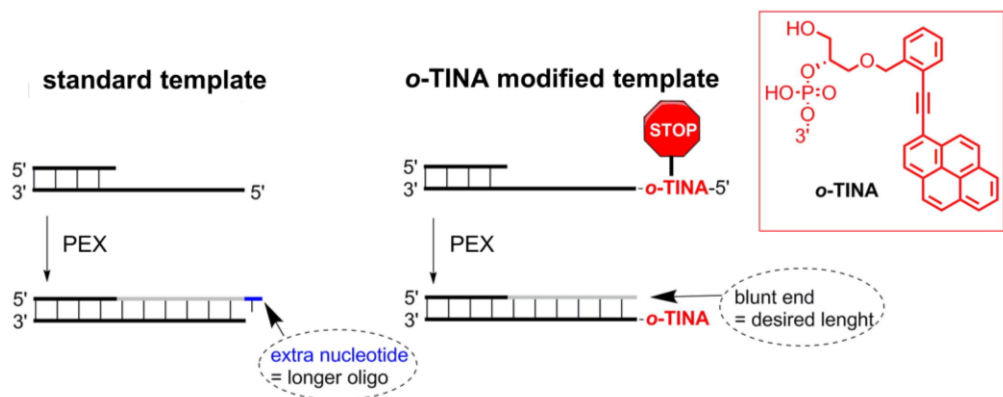 standard template
o-TINA modified template
STOP
5'
3'
5'
5'
3'
-o-TINA-5'
PEX
PEX
5'
3'
5'
3'
-o-TINA
extra nucleotide
= longer oligo
blunt end
= desired lenght
HO
O
O
HO-P=O
O
3'
o-TINA